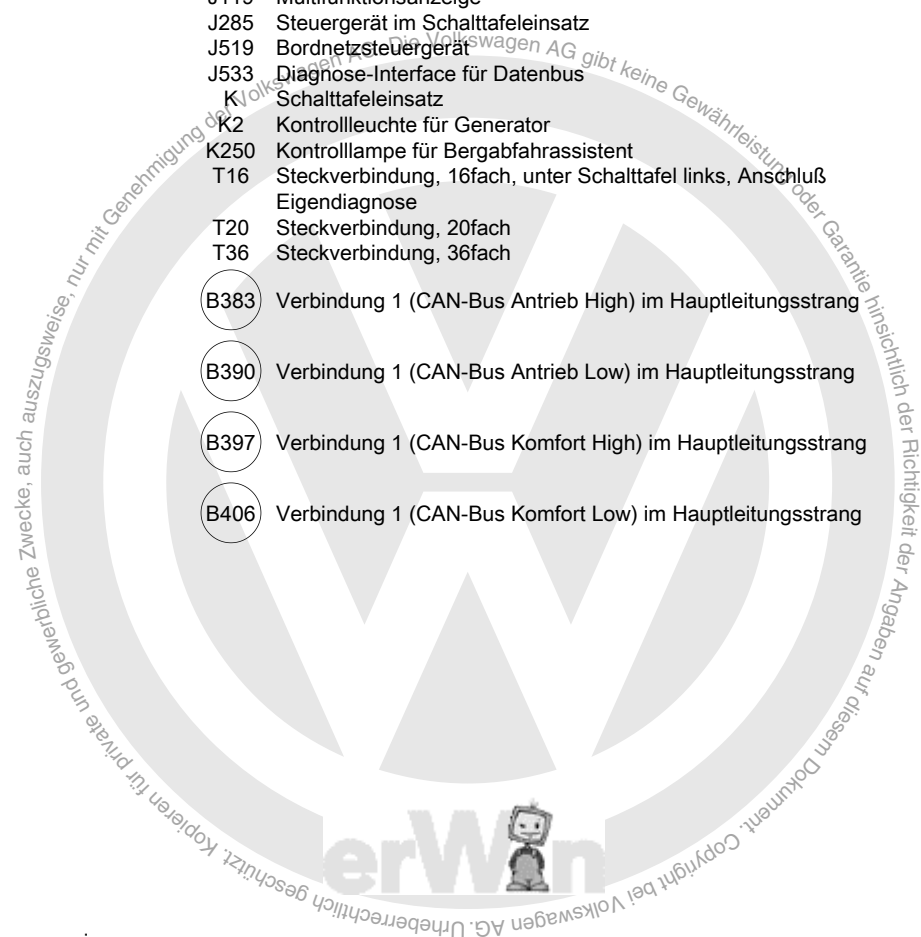 J119 Multifunktionsanzeige
J285 Steuergerät im Schalttafeleinsatz
J519 Bordnetzsteuergerät
J533 Diagnose-Interface für Datenbus
K Schalttafeleinsatz
K2 Kontrollleuchte für Generator
K250 Kontrolllampe für Bergabfahrassistent
T16 Steckverbindung, 16fach, unter Schalttafel links, Anschluß
Eigendiagnose
T20 Steckverbindung, 20fach
T36 Steckverbindung, 36fach
B383 Verbindung 1 (CAN-Bus Antrieb High) im Hauptleitungsstrang
B390 Verbindung 1 (CAN-Bus Antrieb Low) im Hauptleitungsstrang
B397 Verbindung 1 (CAN-Bus Komfort High) im Hauptleitungsstrang
B406 Verbindung 1 (CAN-Bus Komfort Low) im Hauptleitungsstrang
erWin
Urheberrechtlich geschützt. Kopieren für private und gewerbliche Zwecke, auch auszugsweise, nur mit Genehmigung der Volkswagen AG. Die Volkswagen AG gibt keine Gewährleistung oder Garantie hinsichtlich der Richtigkeit der Angaben auf diesem Dokument. Copyright bei Volkswagen AG.